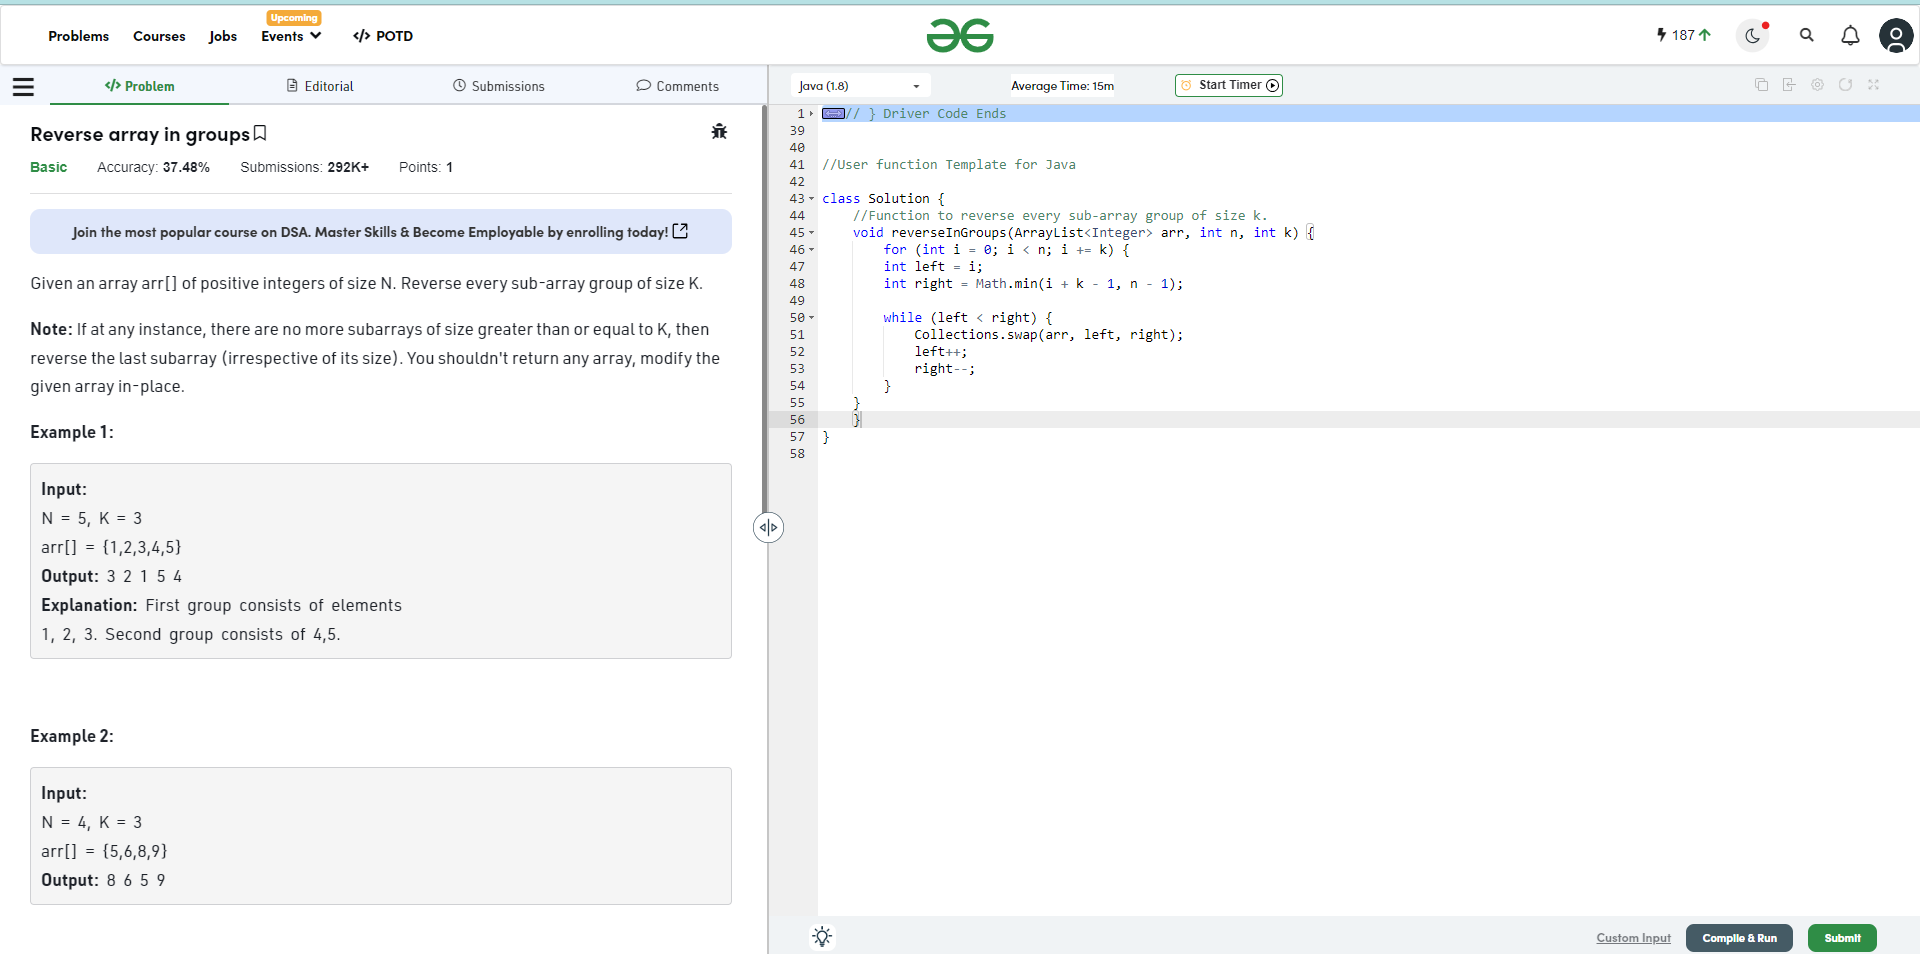 Upcoming
Problems Courses Jobs Events </> POTD
187
</> Problem Editorial Submissions Comments
Java (1.8) Average Time: 15m Start Timer
Reverse array in groups
Basic Accuracy: 37.48% Submissions: 292K+ Points: 1
Join the most popular course on DSA. Master Skills & Become Employable by enrolling today!
Given an array arr[] of positive integers of size N. Reverse every sub-array group of size K.
Note: If at any instance, there are no more subarrays of size greater than or equal to K, then
reverse the last subarray (irrespective of its size). You shouldn't return any array, modify the
given array in-place.
Example 1:
Input:
N = 5, K = 3
arr[] = {1,2,3,4,5}
Output: 3 2 1 5 4
Explanation: First group consists of elements
1, 2, 3. Second group consists of 4,5.
Example 2:
Input:
N = 4, K = 3
arr[] = {5,6,8,9}
Output: 8 6 5 9
1 // } Driver Code Ends
39
40
41 //User function Template for Java
42
43 class Solution {
44 //Function to reverse every sub-array group of size k.
45 void reverseInGroups(ArrayList<Integer> arr, int n, int k) {
46 for (int i = 0; i < n; i += k) {
47 int left = i;
48 int right = Math.min(i + k - 1, n - 1);
49
50 while (left < right) {
51 Collections.swap(arr, left, right);
52 left++;
53 right--;
54 }
55 }
56 }
57 }
58
Custom Input Compile & Run Submit